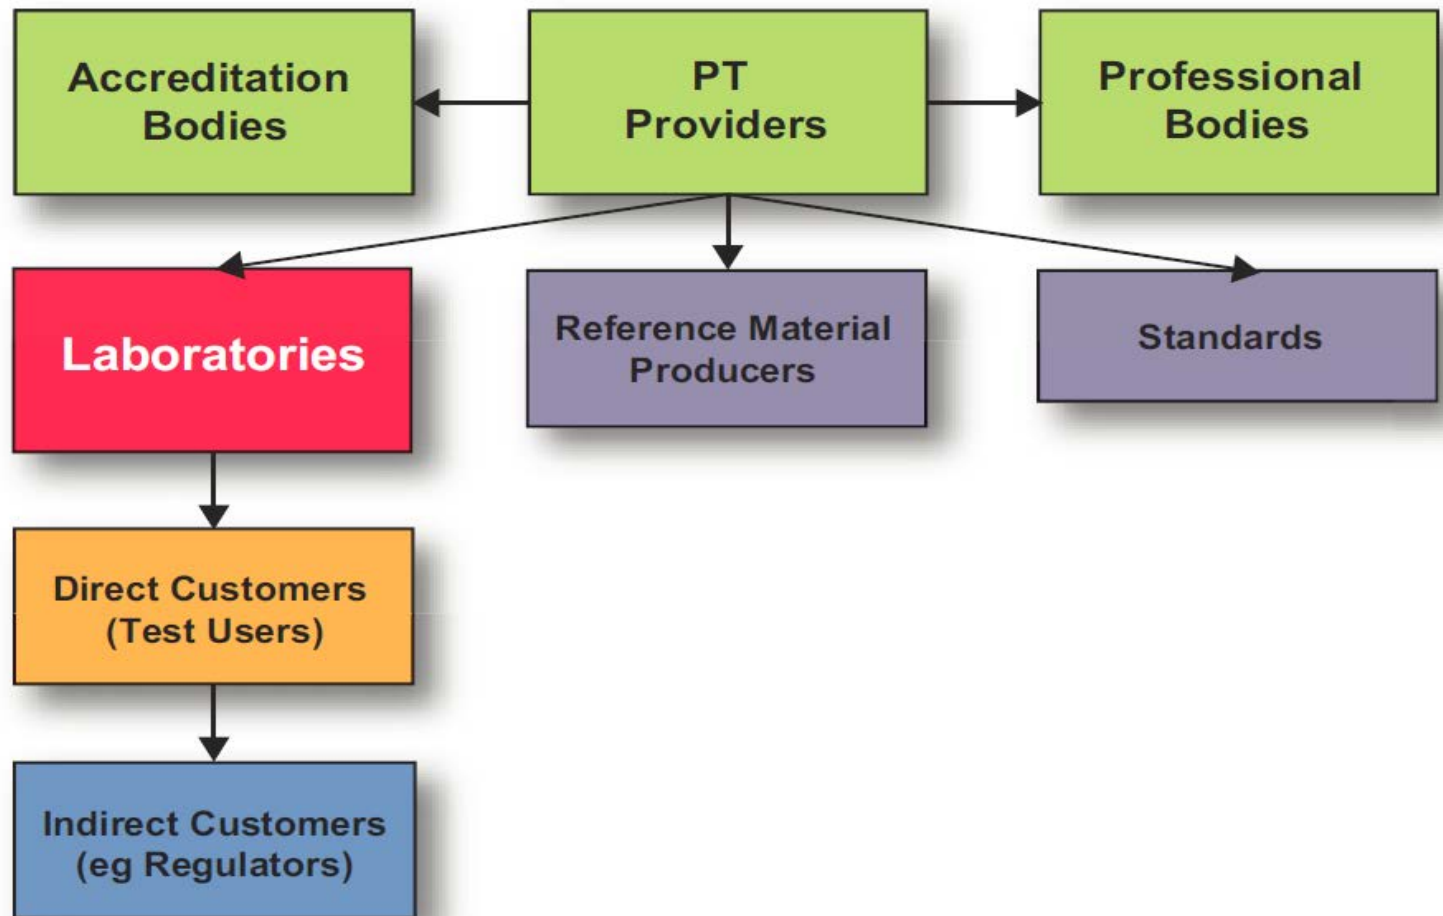 Accreditation
Bodies
PT
Providers
Professional
Bodies
Laboratories
Reference Material
Producers
Standards
Direct Customers
(Test Users)
Indirect Customers
(eg Regulators)